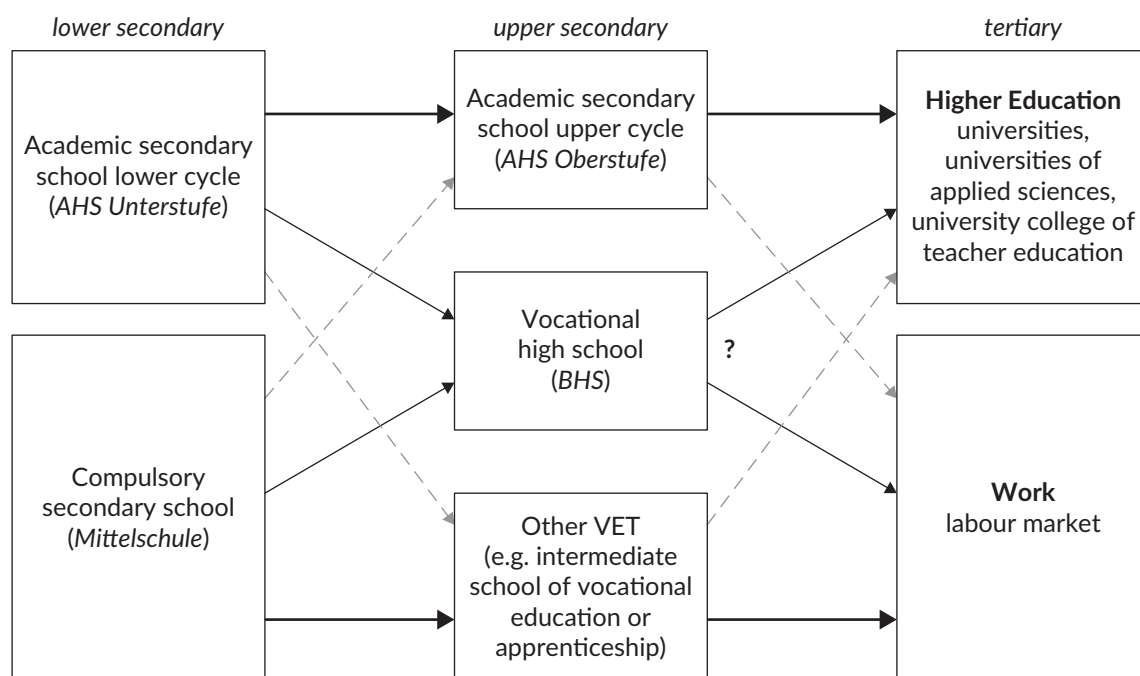 lower secondary
upper secondary
tertiary
Academic secondary
school lower cycle
(AHS Unterstufe)
Academic secondary
school upper cycle
(AHS Oberstufe)
Higher Education
universities,
universities of
applied sciences,
university college of
teacher education
Vocational
high school
(BHS)
?
Compulsory
secondary school
(Mittelschule)
Other VET
(e.g. intermediate
school of vocational
education or
apprenticeship)
Work
labour market